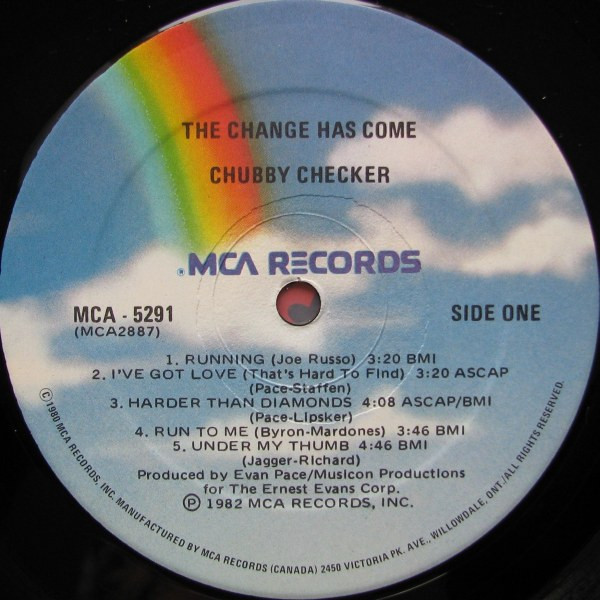 THE CHANGE HAS COME
CHUBBY CHECKER
® MCA RECORDS
MCA - 5291
(MCA2887)
SIDE ONE
1. RUNNING (Joe Russo) 3:20 BMI
2. I'VE GOT LOVE (That's Hard To Find) 3:20 ASCAP
(Pace-Staffen)
3. HARDER THAN DIAMONDS 4:08 ASCAP/BMI
(Pace-Lipsker)
4. RUN TO ME (Byron-Mardones) 3:46 BMI
5. UNDER MY THUMB 4:46 BMI
(Jagger-Richard)
Produced by Evan Pace/Musicon Productions
for The Ernest Evans Corp.
℗ 1982 MCA RECORDS, INC.
© 1980 MCA RECORDS, INC. MANUFACTURED BY MCA RECORDS (CANADA) 2450 VICTORIA PK. AVE., WILLOWDALE, ONT./ALL RIGHTS RESERVED.